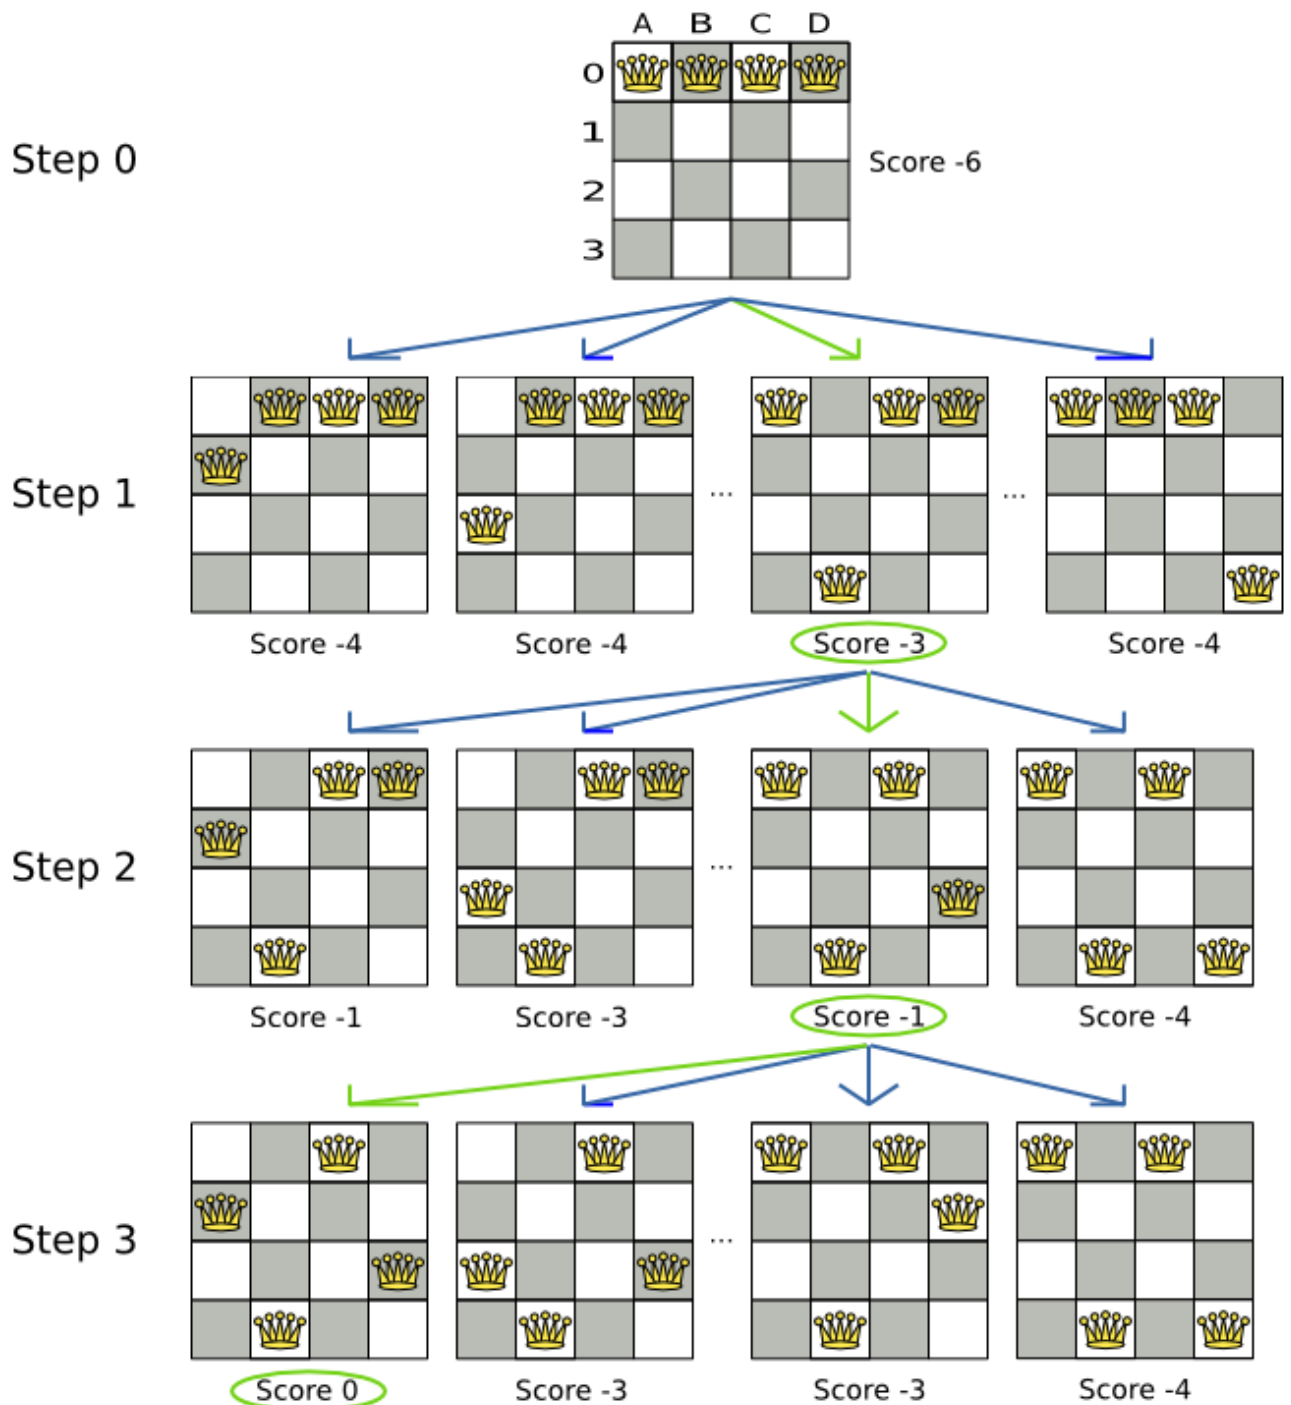 A B C D
0
1
Step 0 Score -6
2
3
Step 1 ... ...
Score -4 Score -4 Score -3 Score -4
Step 2 ...
Score -1 Score -3 Score -1 Score -4
Step 3 ...
Score 0 Score -3 Score -3 Score -4